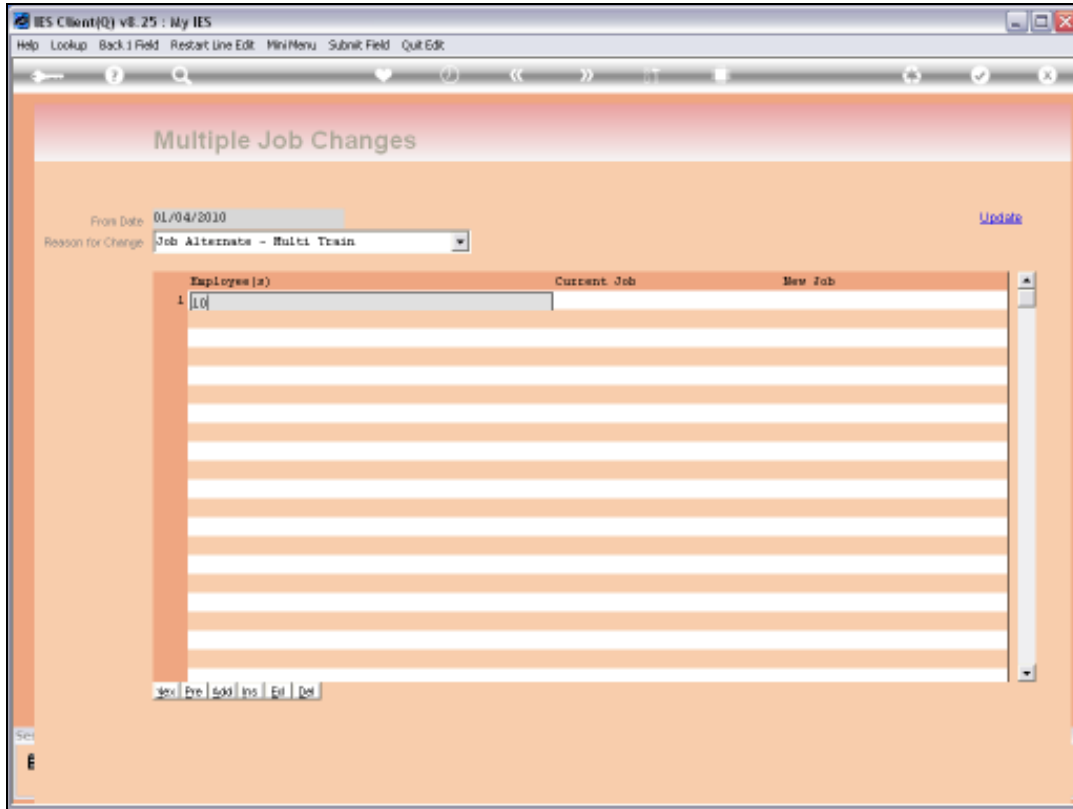 IES Client(Q) v8.25 : My IES
Help Lookup Back 1 Field Restart Line Edit MiniMenu Submit Field Quit Edit
Multiple Job Changes
From Date 01/04/2010
Update
Reason for Change Job Alternate - Multi Train
Employee(s) Current Job New Job
1 10
Nex Pre Add Ins Ext Del